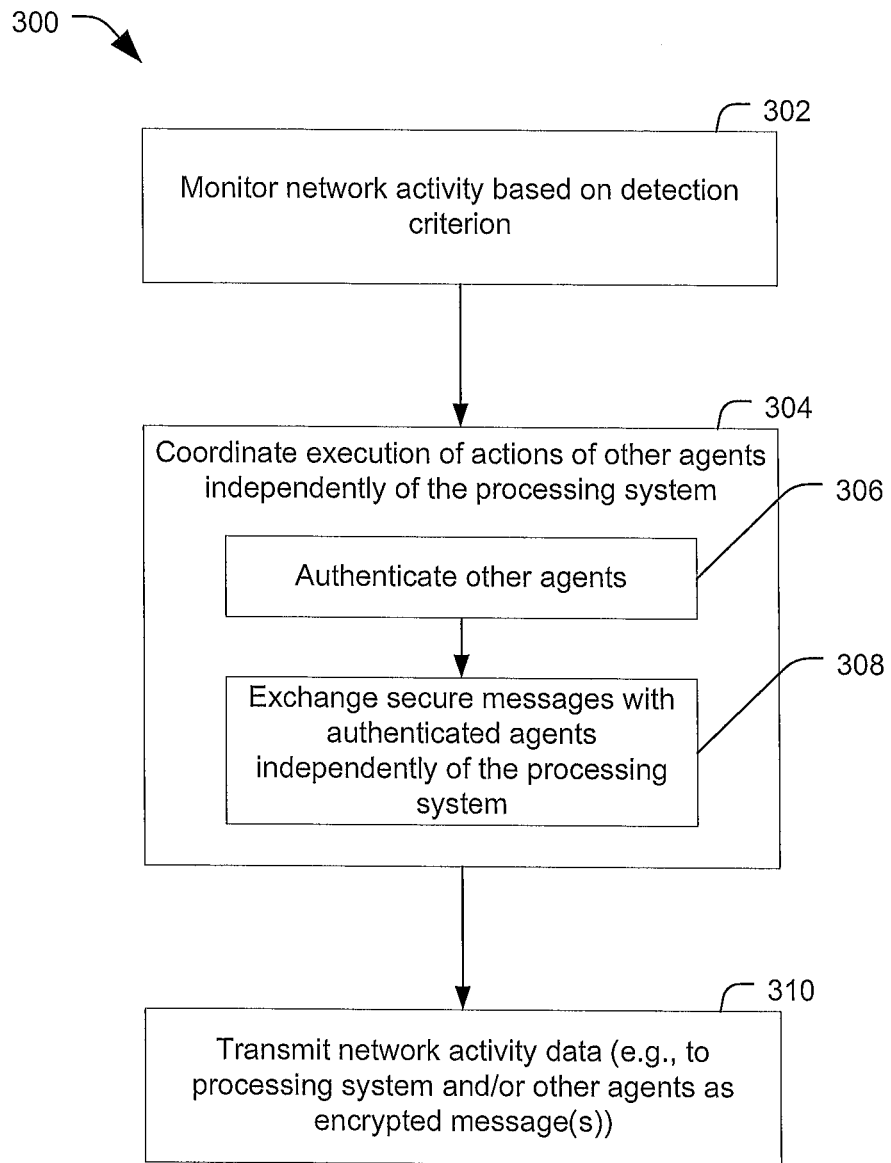 300
302
Monitor network activity based on detection
criterion
304
Coordinate execution of actions of other agents
independently of the processing system
306
Authenticate other agents
308
Exchange secure messages with
authenticated agents
independently of the processing
system
310
Transmit network activity data (e.g., to
processing system and/or other agents as
encrypted message(s))